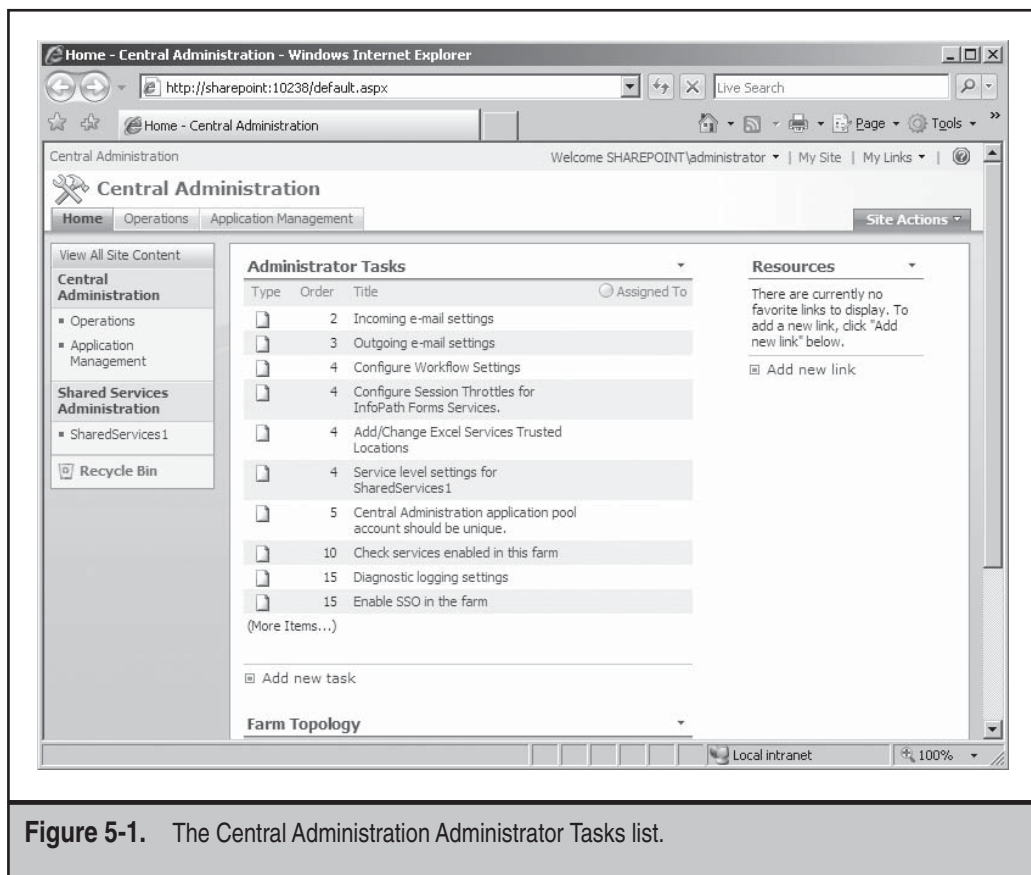 Home - Central Administration - Windows Internet Explorer
http://sharepoint:10238/default.aspx
Live Search
Home - Central Administration
Page
Tools
Central Administration
Welcome SHAREPOINT\administrator | My Site | My Links |
Central Administration
Home Operations Application Management
Site Actions
View All Site Content
Central
Administration
Operations
Application
Management
Shared Services
Administration
SharedServices1
Recycle Bin
Administrator Tasks
Type Order Title Assigned To
2 Incoming e-mail settings
3 Outgoing e-mail settings
4 Configure Workflow Settings
4 Configure Session Throttles for
InfoPath Forms Services.
4 Add/Change Excel Services Trusted
Locations
4 Service level settings for
SharedServices1
5 Central Administration application pool
account should be unique.
10 Check services enabled in this farm
15 Diagnostic logging settings
15 Enable SSO in the farm
(More Items...)
Add new task
Farm Topology
Resources
There are currently no
favorite links to display. To
add a new link, click "Add
new link" below.
Add new link
Local intranet
100%
Figure 5-1. The Central Administration Administrator Tasks list.